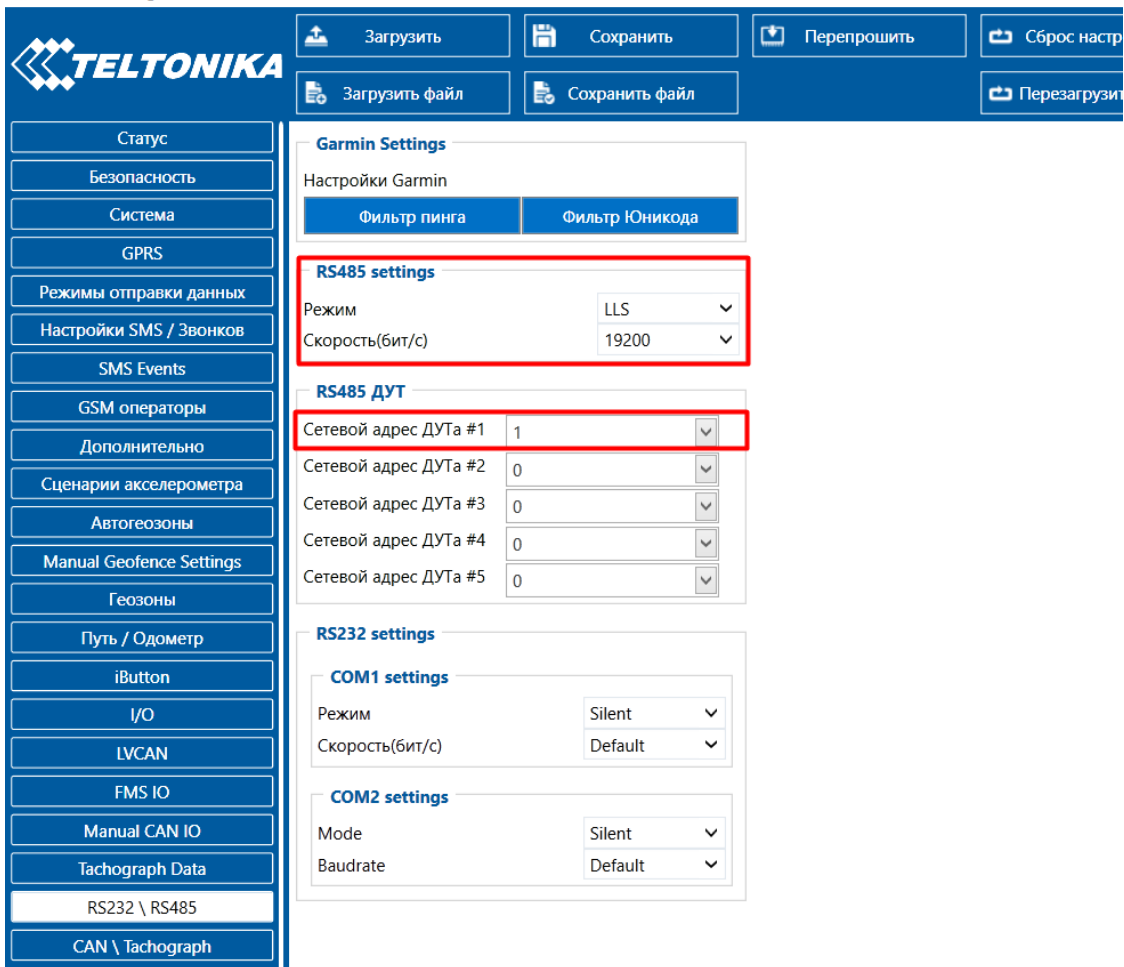 TELTONIKA
Загрузить
Сохранить
Перепрошить
Сброс настр
Загрузить файл
Сохранить файл
Перезагрузит
Статус
Безопасность
Система
GPRS
Режимы отправки данных
Настройки SMS / Звонков
SMS Events
GSM операторы
Дополнительно
Сценарии акселерометра
Автогеозоны
Manual Geofence Settings
Геозоны
Путь / Одометр
iButton
I/O
LVCAN
FMS IO
Manual CAN IO
Tachograph Data
RS232 \ RS485
CAN \ Tachograph
Garmin Settings
Настройки Garmin
Фильтр пинга
Фильтр Юникода
RS485 settings
Режим LLS
Скорость(бит/с) 19200
RS485 ДУТ
Сетевой адрес ДУТа #1 1
Сетевой адрес ДУТа #2 0
Сетевой адрес ДУТа #3 0
Сетевой адрес ДУТа #4 0
Сетевой адрес ДУТа #5 0
RS232 settings
COM1 settings
Режим Silent
Скорость(бит/с) Default
COM2 settings
Mode Silent
Baudrate Default